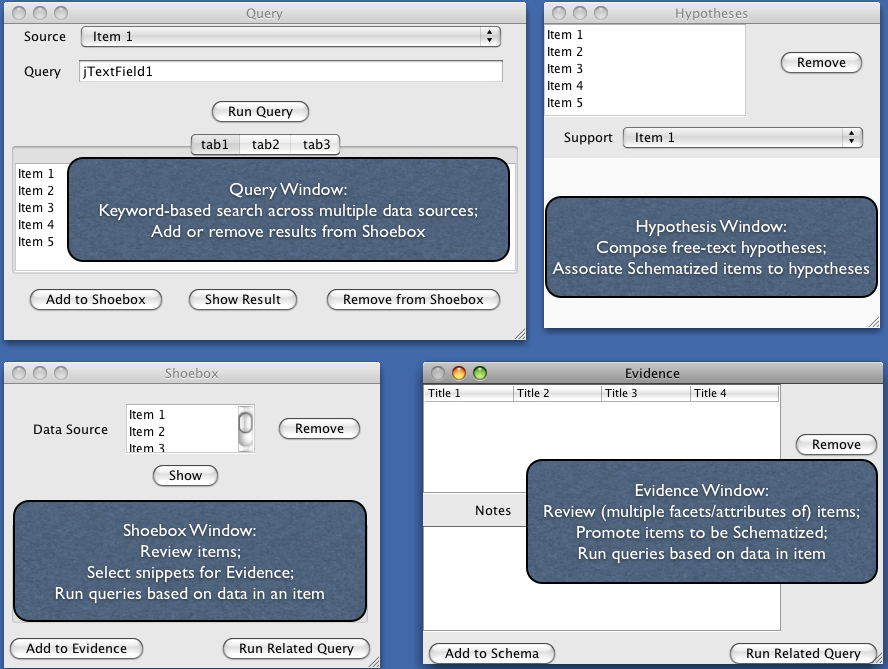 Query
Source Item 1
Query jTextField1
Run Query
tab1 tab2 tab3
Item 1
Item 2
Item 3
Item 4
Item 5
Query Window:
Keyword-based search across multiple data sources;
Add or remove results from Shoebox
Add to Shoebox Show Result Remove from Shoebox
Hypotheses
Item 1
Item 2
Item 3
Item 4
Item 5
Remove
Support Item 1
Hypothesis Window:
Compose free-text hypotheses;
Associate Schematized items to hypotheses
Shoebox
Data Source
Item 1
Item 2
Item 3
Remove
Show
Shoebox Window:
Review items;
Select snippets for Evidence;
Run queries based on data in an item
Add to Evidence Run Related Query
Evidence
Title 1 Title 2 Title 3 Title 4
Remove
Notes
Evidence Window:
Review (multiple facets/attributes of) items;
Promote items to be Schematized;
Run queries based on data in item
Add to Schema Run Related Query